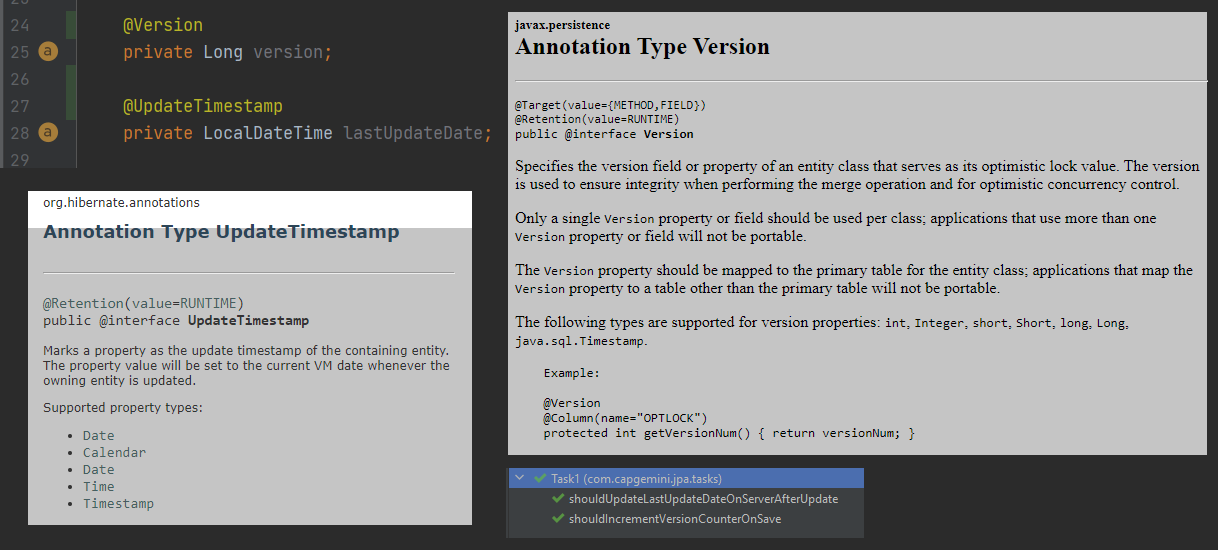 24 @Version
25 a private Long version;
26
27 @UpdateTimestamp
28 a private LocalDateTime lastUpdateDate;
29
org.hibernate.annotations
Annotation Type UpdateTimestamp
@Retention(value=RUNTIME)
public @interface UpdateTimestamp
Marks a property as the update timestamp of the containing entity.
The property value will be set to the current VM date whenever the
owning entity is updated.
Supported property types:
• Date
• Calendar
• Date
• Time
• Timestamp
javax.persistence
Annotation Type Version
@Target(value={METHOD,FIELD})
@Retention(value=RUNTIME)
public @interface Version
Specifies the version field or property of an entity class that serves as its optimistic lock value. The version
is used to ensure integrity when performing the merge operation and for optimistic concurrency control.
Only a single Version property or field should be used per class; applications that use more than one
Version property or field will not be portable.
The Version property should be mapped to the primary table for the entity class; applications that map the
Version property to a table other than the primary table will not be portable.
The following types are supported for version properties: int, Integer, short, Short, long, Long,
java.sql.Timestamp.
Example:
@Version
@Column(name="OPTLOCK")
protected int getVersionNum() { return versionNum; }
Task1 (com.capgemini.jpa.tasks)
shouldUpdateLastUpdateDateOnServerAfterUpdate
shouldIncrementVersionCounterOnSave